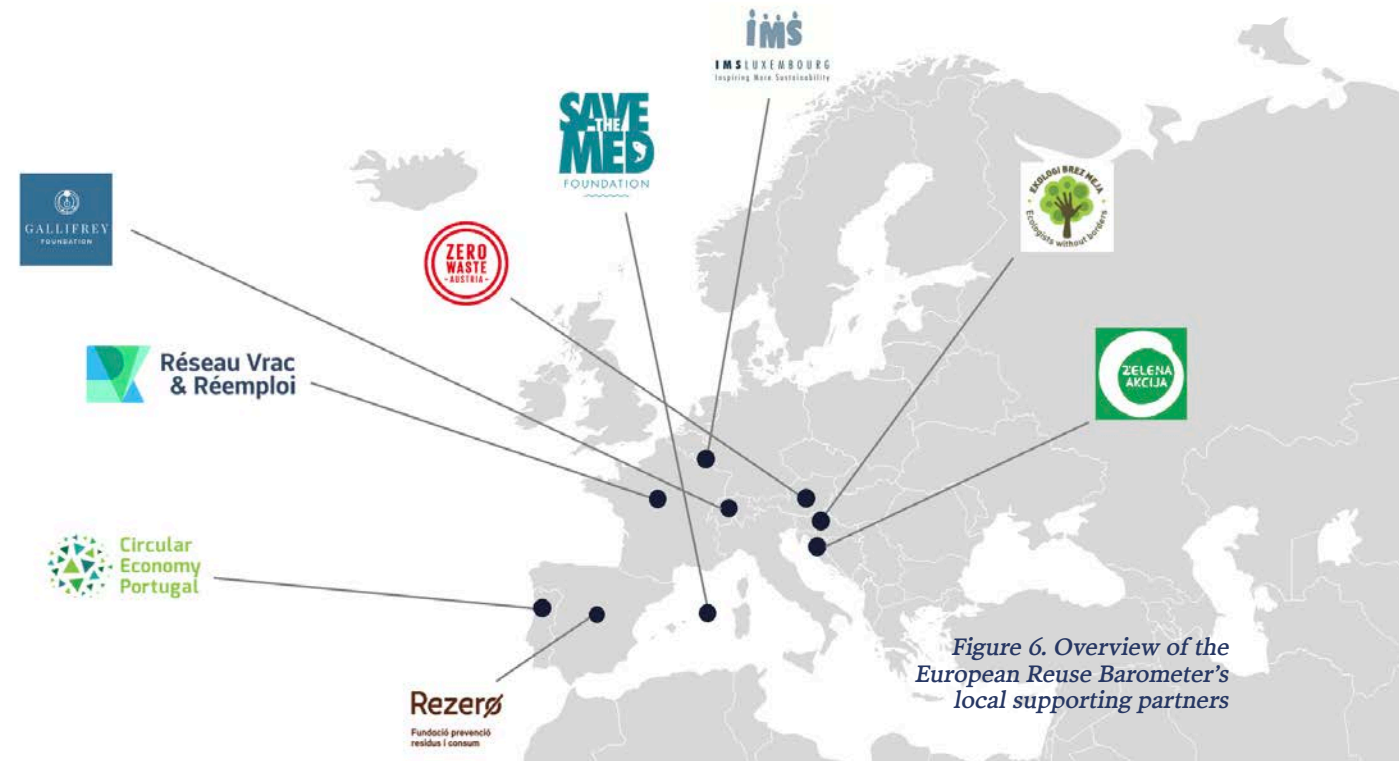 ims
IMSLUXEMBOURG
Inspiring More Sustainability
SAVE
THE
MED
FOUNDATION
GALLIFREY
FOUNDATION
ZERO
WASTE
- AUSTRIA -
EKOLOGI BREZ MEJA
Ecologists without borders
Réseau Vrac
& Réemploi
ZELENA
AKCIJA
Circular
Economy
Portugal
Rezerø
Fundació prevenció
residus i consum
Figure 6. Overview of the
European Reuse Barometer's
local supporting partners